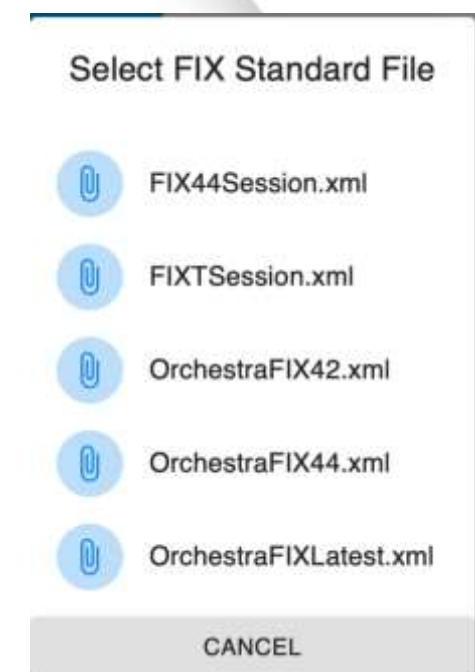 Select FIX Standard File
FIX44Session.xml
FIXTSession.xml
OrchestraFIX42.xml
OrchestraFIX44.xml
OrchestraFIXLatest.xml
CANCEL